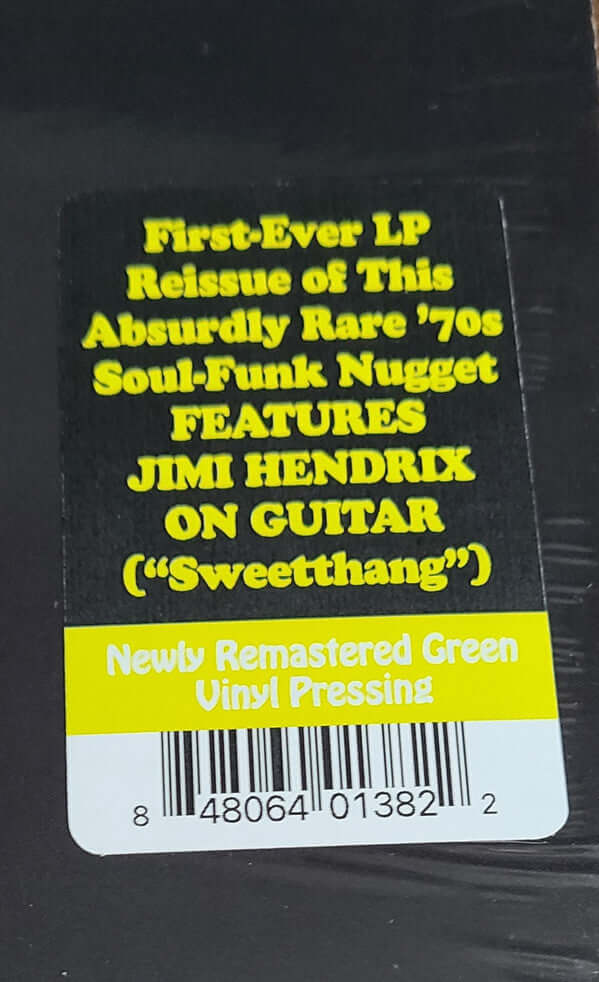 First-Ever LP
Reissue of This
Absurdly Rare '70s
Soul-Funk Nugget
FEATURES
JIMI HENDRIX
ON GUITAR
(“Sweetthang”)
Newly Remastered Green
Vinyl Pressing
8 48064 01382 2